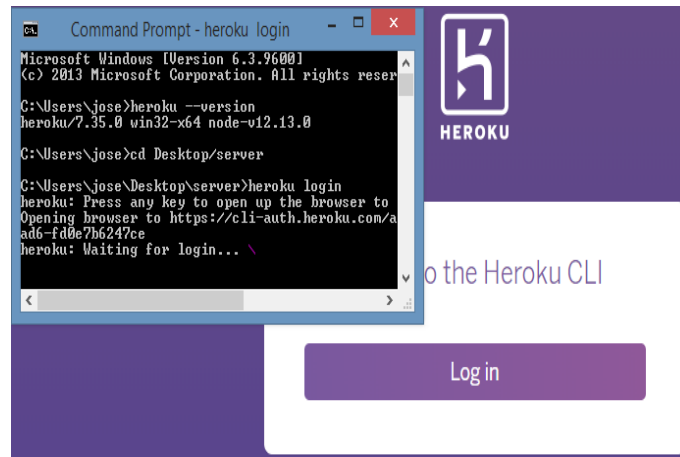 Command Prompt - heroku login
Microsoft Windows [Version 6.3.9600]
(c) 2013 Microsoft Corporation. All rights reser
C:\Users\jose>heroku --version
heroku/7.35.0 win32-x64 node-v12.13.0
C:\Users\jose>cd Desktop/server
C:\Users\jose\Desktop\server>heroku login
heroku: Press any key to open up the browser to
Opening browser to https://cli-auth.heroku.com/a
ad6-fd0e7b6247ce
heroku: Waiting for login... \
HEROKU
o the Heroku CLI
Log in